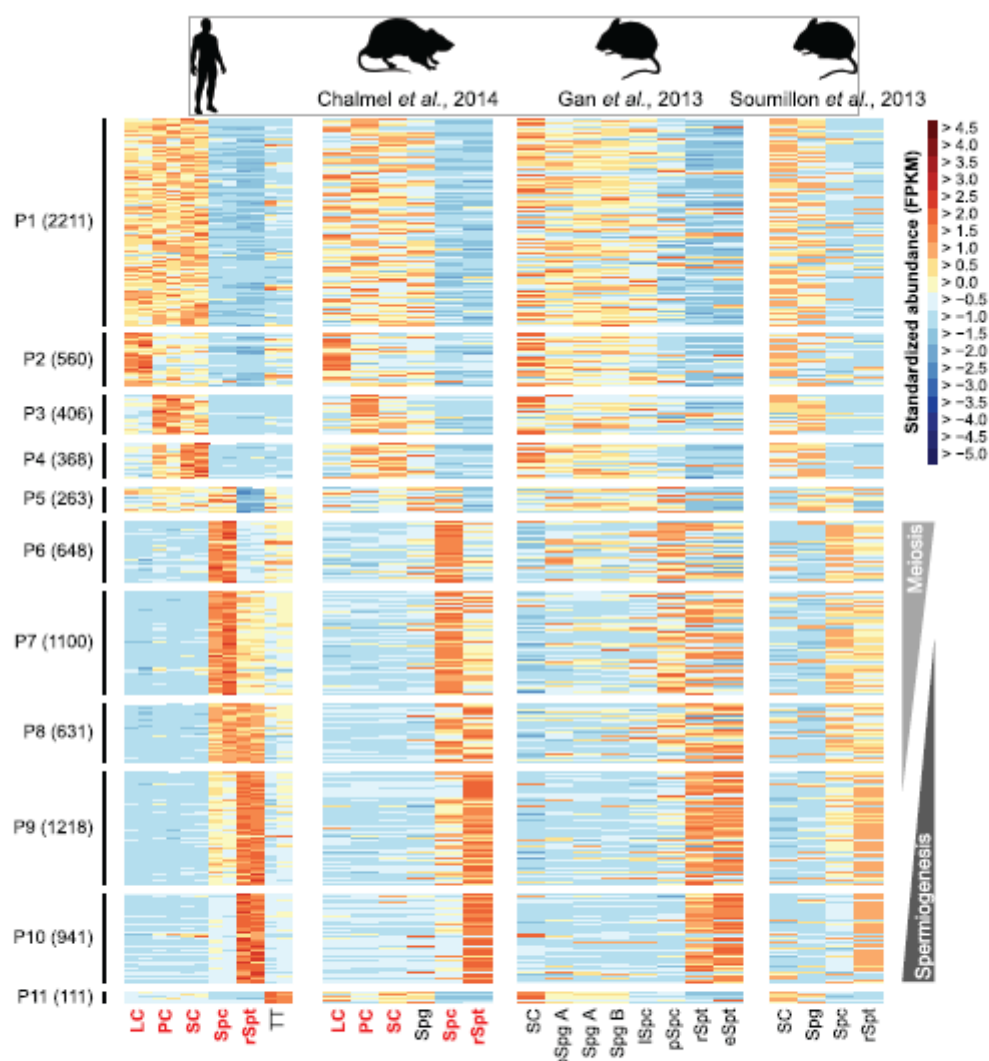 Chalmel et al., 2014 Gan et al., 2013 Soumillon et al., 2013
P1 (2211)
P2 (560)
P3 (406)
P4 (368)
P5 (263)
P6 (648)
P7 (1100)
P8 (631)
P9 (1218)
P10 (941)
P11 (111)
LC PC SC Spc rSpt TT
LC PC SC Spg Spc rSpt
SC pSpg A Spg A Spg B lSpc pSpc rSpt eSpt
SC Spg Spc rSpt
Standardized abundance (FPKM)
> 4.5
> 4.0
> 3.5
> 3.0
> 2.5
> 2.0
> 1.5
> 1.0
> 0.5
> 0.0
> −0.5
> −1.0
> −1.5
> −2.0
> −2.5
> −3.0
> −3.5
> −4.0
> −4.5
> −5.0
Meiosis
Spermiogenesis